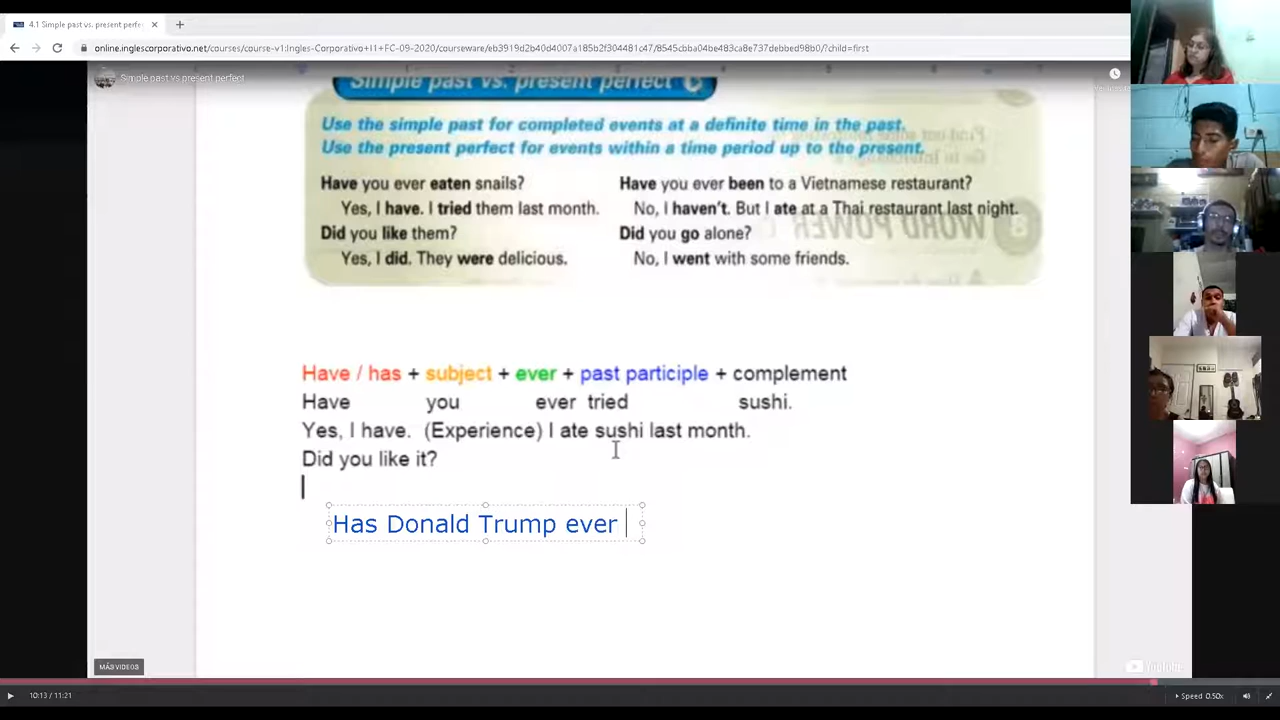 4.1 Simple past vs. present perfe
online.inglescorporativo.net/courses/course-v1:Ingles-Corporativo+I1+FC-09-2020/courseware/eb3919d2b40d4007a185b2f304481c47/8545cbba04be483ca8e737debbed98b0/?child=first
Simple past vs present perfect
Simple past vs. present perfect
Use the simple past for completed events at a definite time in the past.
Use the present perfect for events within a time period up to the present.
Have you ever eaten snails?
Yes, I have. I tried them last month.
Did you like them?
Yes, I did. They were delicious.
Have you ever been to a Vietnamese restaurant?
No, I haven't. But I ate at a Thai restaurant last night.
Did you go alone?
No, I went with some friends.
WORD POWER
Have / has + subject + ever + past participle + complement
Have you ever tried sushi.
Yes, I have. (Experience) I ate sushi last month.
Did you like it?
Has Donald Trump ever
MÁS VIDEOS
YouTube
10:13 / 11:21
Speed 0.50x